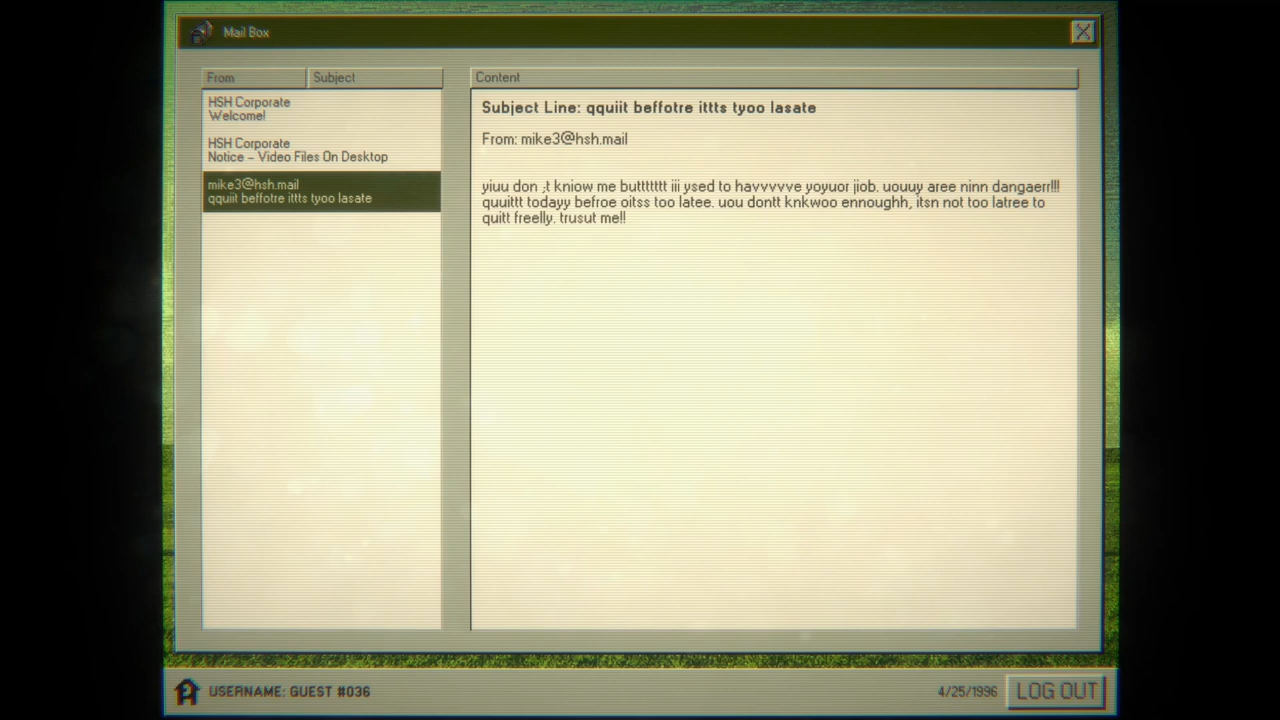 Mail Box
From Subject
HSH Corporate
Welcome!
HSH Corporate
Notice - Video Files On Desktop
mike3@hsh.mail
qquiit beffotre ittts tyoo lasate
Content
Subject Line: qquiit beffotre ittts tyoo lasate
From: mike3@hsh.mail
yiuu don ;t kniow me buttttttt iii ysed to havvvvve yoyuor jiob. uouuy aree ninn dangaerr!!!
quuittt todayy befroe oitss too latee. uou dontt knkwoo ennoughh, itsn not too latree to
quitt freelly. trusut me!!
USERNAME: GUEST #036
4/25/1996
LOG OUT